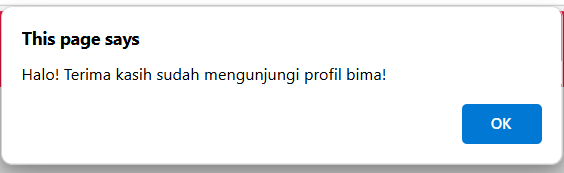 This page says
Halo! Terima kasih sudah mengunjungi profil bima!
OK